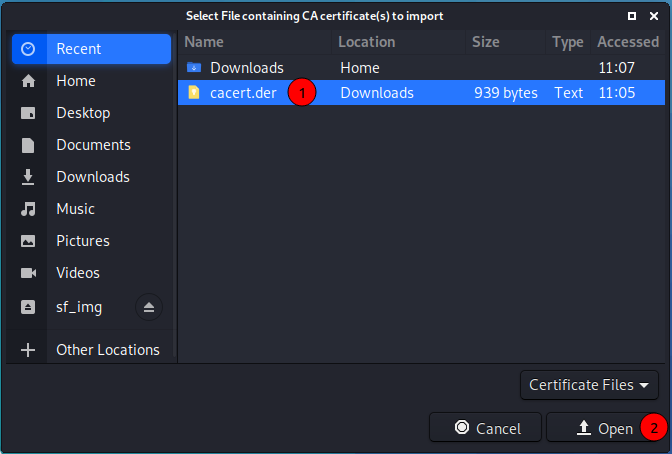 Select File containing CA certificate(s) to import
Recent
Home
Desktop
Documents
Downloads
Music
Pictures
Videos
sf_img
Other Locations
Name Location Size Type Accessed
Downloads Home 11:07
cacert.der 1 Downloads 939 bytes Text 11:05
Certificate Files
Cancel Open 2